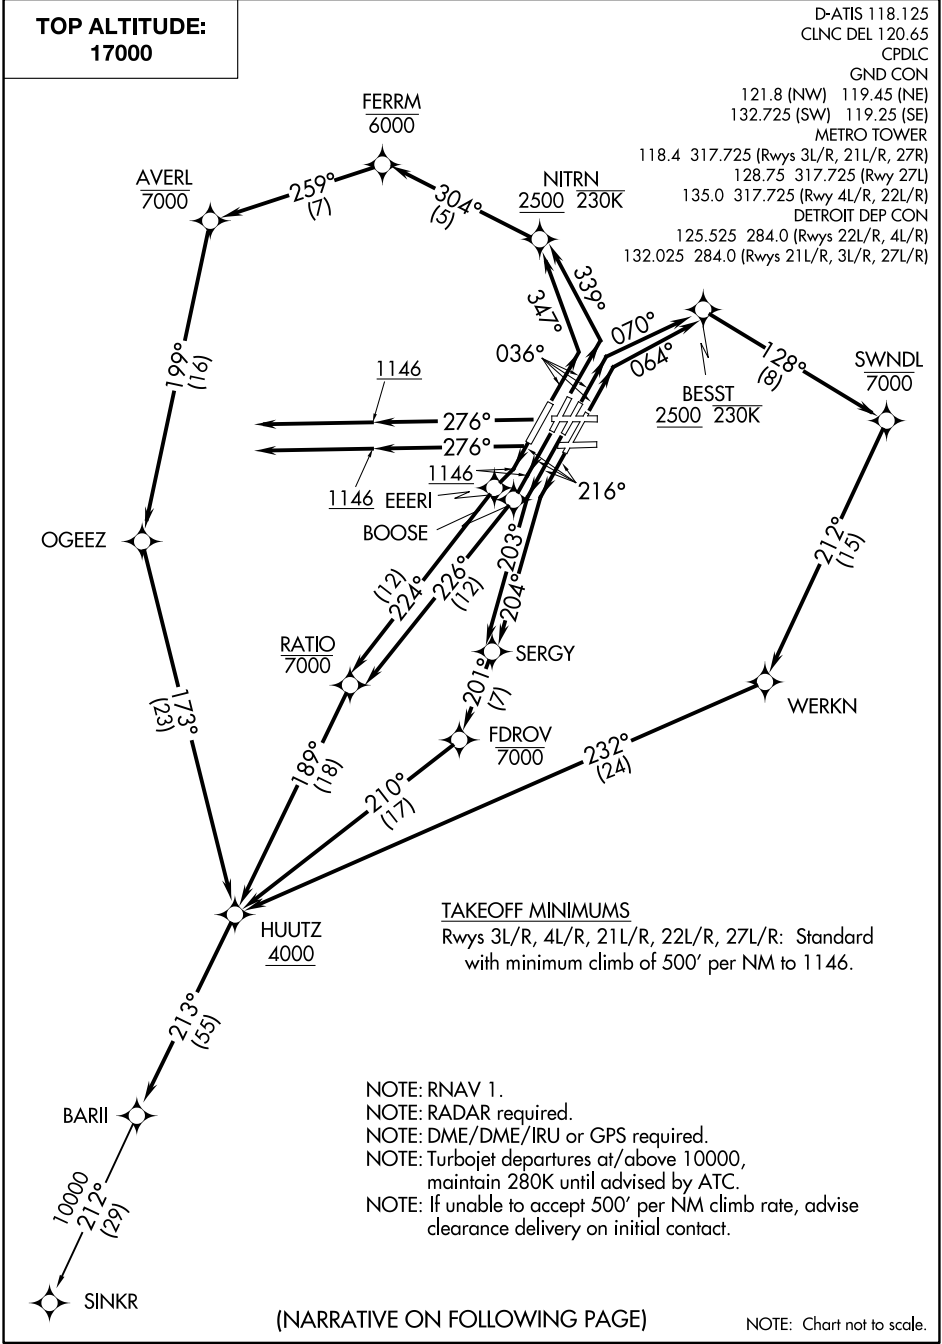 TOP ALTITUDE:
17000
D-ATIS 118.125
CLNC DEL 120.65
CPDLC
GND CON
121.8 (NW) 119.45 (NE)
132.725 (SW) 119.25 (SE)
METRO TOWER
118.4 317.725 (Rwys 3L/R, 21L/R, 27R)
128.75 317.725 (Rwy 27L)
135.0 317.725 (Rwy 4L/R, 22L/R)
DETROIT DEP CON
125.525 284.0 (Rwys 22L/R, 4L/R)
132.025 284.0 (Rwys 21L/R, 3L/R, 27L/R)
FERRM
6000
AVERL
7000
259°
(7)
304°
(5)
NITRN
2500 230K
339°
347°
070°
064°
036°
BESST
2500 230K
128°
(8)
SWNDL
7000
199°
(16)
1146
276°
276°
1146
1146
EEERI
216°
BOOSE
OGEEZ
203°
204°
212°
(15)
(12)
224°
226°
(12)
RATIO
7000
SERGY
201°
(7)
WERKN
173°
(23)
FDROV
7000
189°
(18)
210°
(17)
232°
(24)
HUUTZ
4000
TAKEOFF MINIMUMS
Rwys 3L/R, 4L/R, 21L/R, 22L/R, 27L/R: Standard
with minimum climb of 500' per NM to 1146.
213°
(55)
BARII
NOTE: RNAV 1.
NOTE: RADAR required.
NOTE: DME/DME/IRU or GPS required.
NOTE: Turbojet departures at/above 10000,
maintain 280K until advised by ATC.
NOTE: If unable to accept 500' per NM climb rate, advise
clearance delivery on initial contact.
10000
212°
(29)
SINKR
(NARRATIVE ON FOLLOWING PAGE)
NOTE: Chart not to scale.